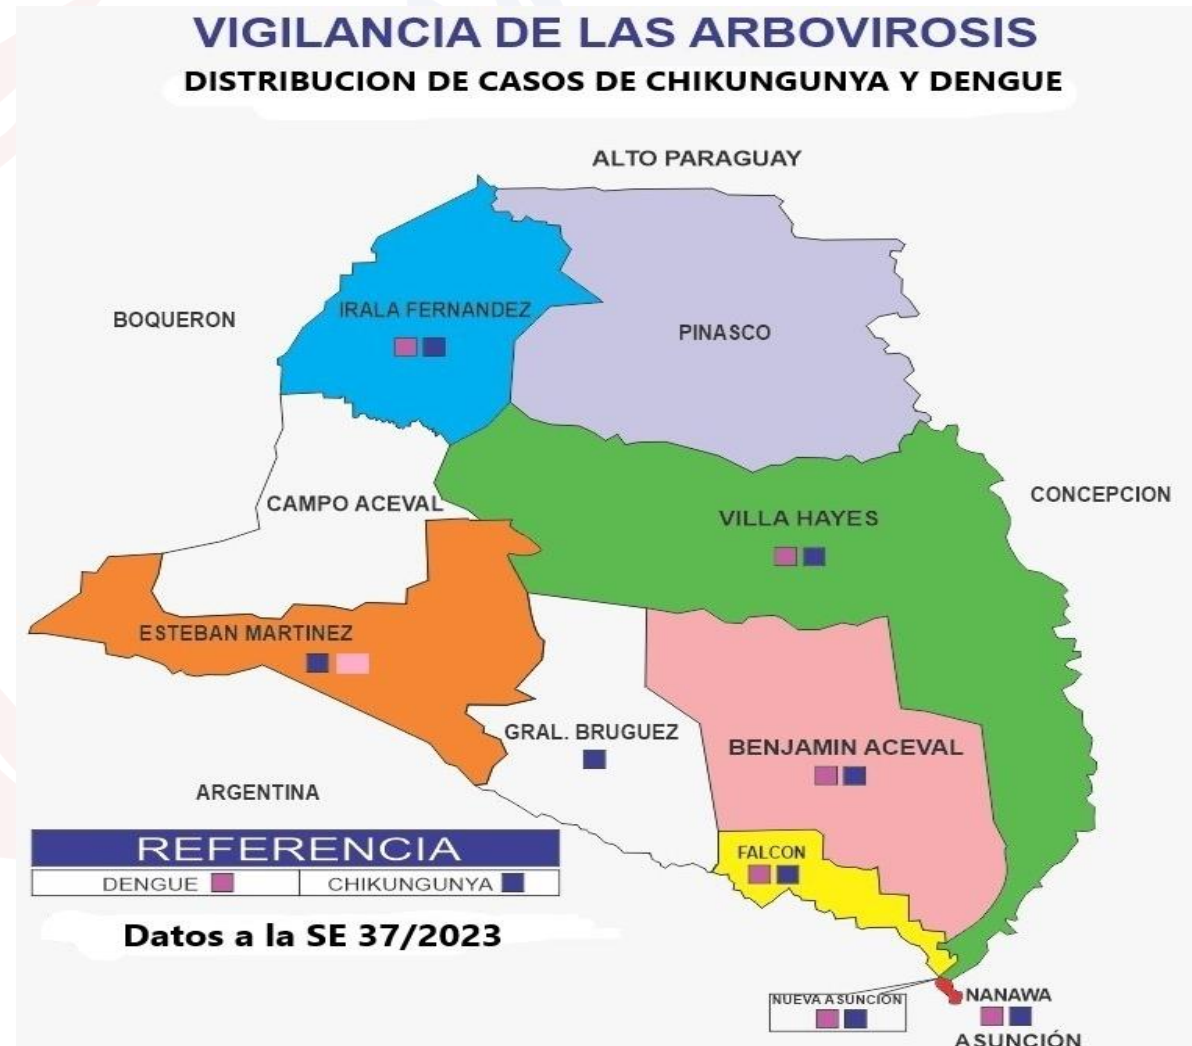 VIGILANCIA DE LAS ARBOVIROSIS
DISTRIBUCION DE CASOS DE CHIKUNGUNYA Y DENGUE
ALTO PARAGUAY
IRALA FERNANDEZ
BOQUERON
PINASCO
CAMPO ACEVAL
CONCEPCION
VILLA HAYES
ESTEBAN MARTINEZ
GRAL. BRUGUEZ
BENJAMIN ACEVAL
ARGENTINA
REFERENCIA
DENGUE CHIKUNGUNYA
FALCON
Datos a la SE 37/2023
NUEVA ASUNCION
NANAWA
ASUNCIÓN